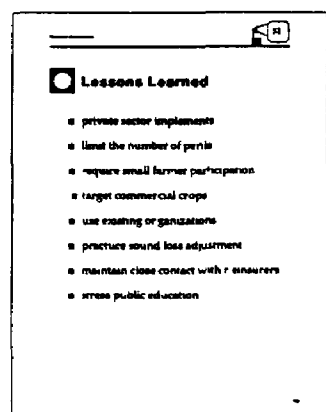 Lessons Learned
private sector implements
limit the number of perils
require small farmer participation
target commercial crops
use existing organizations
practice sound loss adjustment
maintain close contact with reinsurers
stress public education